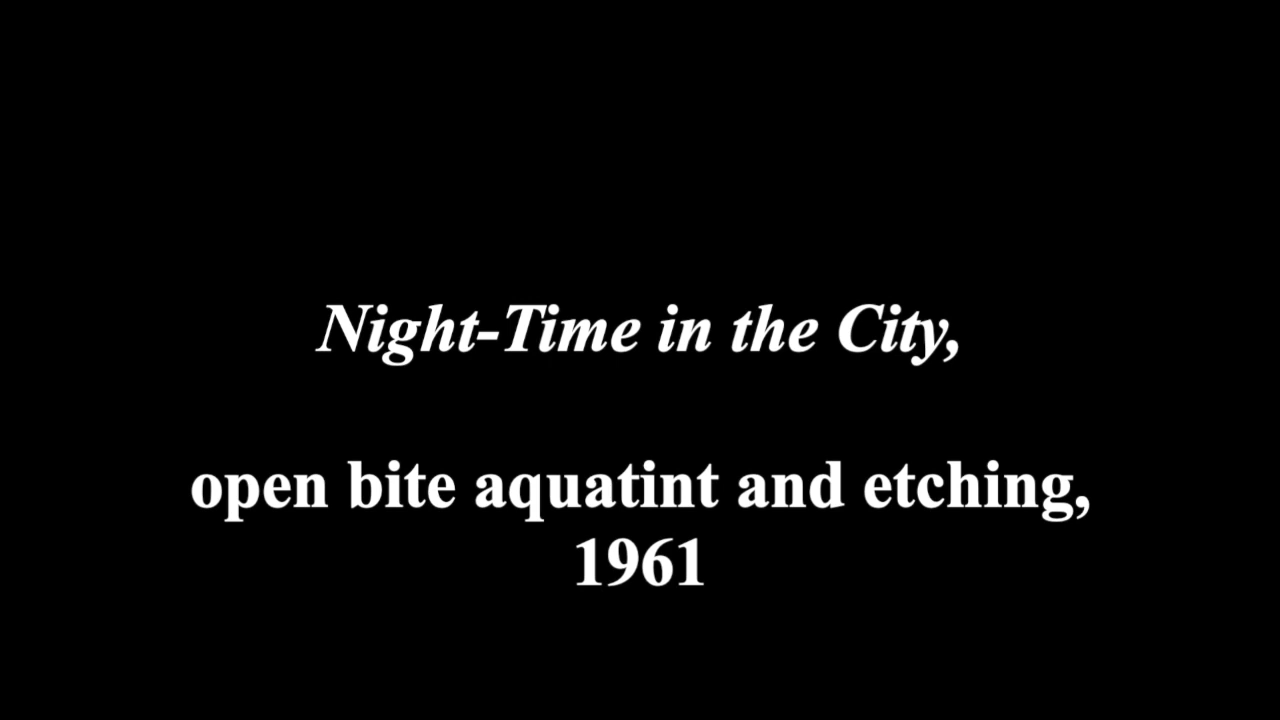 Night-Time in the City,
open bite aquatint and etching,
1961